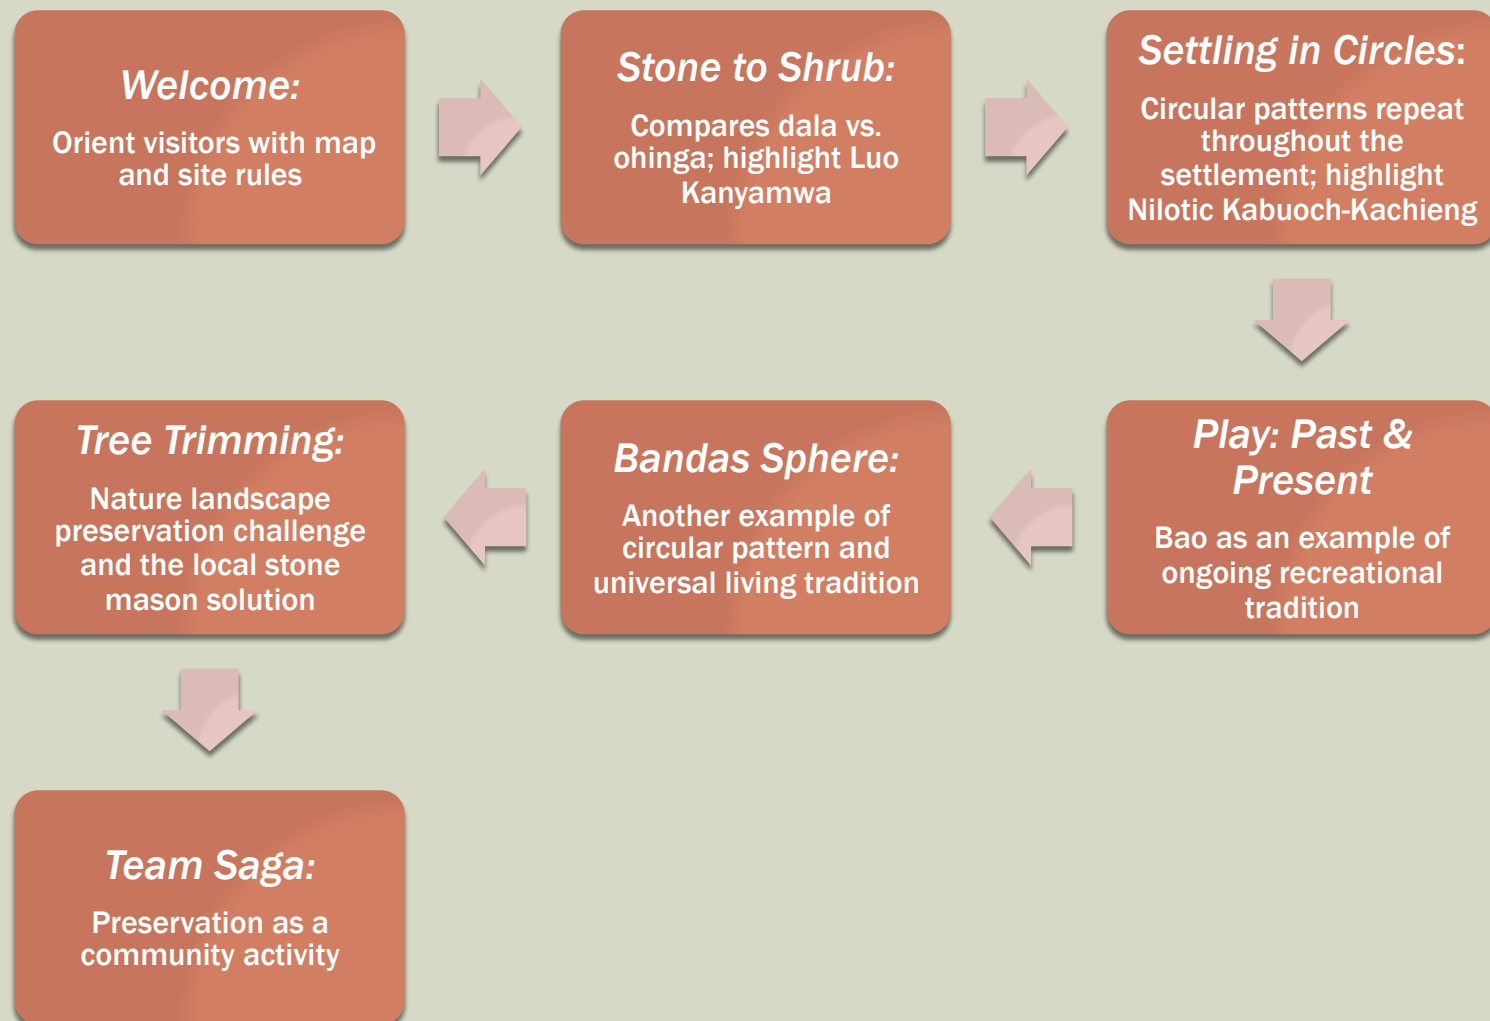 Welcome:
Orient visitors with map
and site rules
Stone to Shrub:
Compares dala vs.
ohinga; highlight Luo
Kanyamwa
Settling in Circles:
Circular patterns repeat
throughout the
settlement; highlight
Nilotic Kabuoch-Kachieng
Play: Past &
Present
Bao as an example of
ongoing recreational
tradition
Bandas Sphere:
Another example of
circular pattern and
universal living tradition
Tree Trimming:
Nature landscape
preservation challenge
and the local stone
mason solution
Team Saga:
Preservation as a
community activity